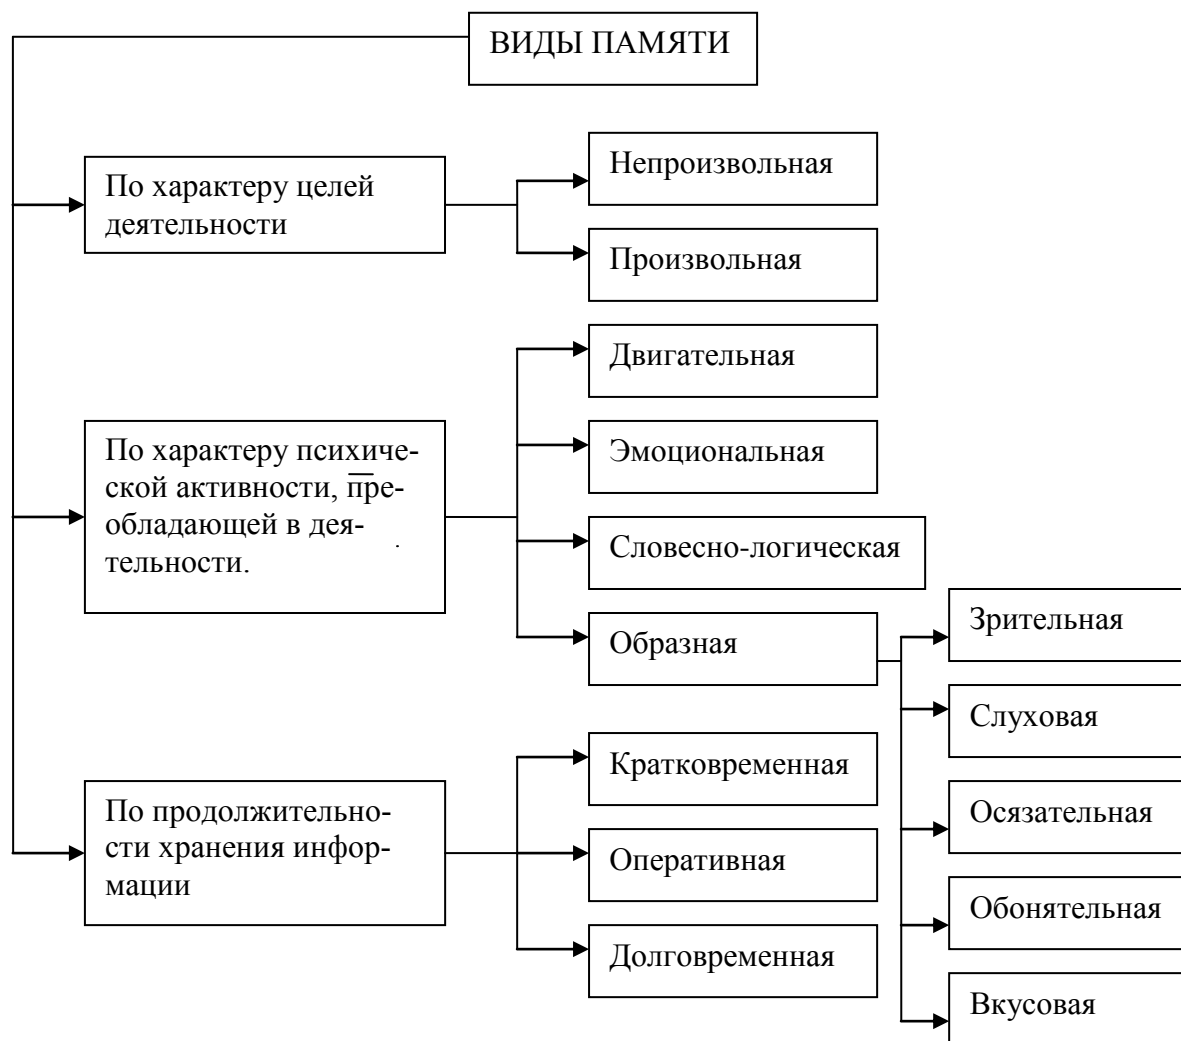 ВИДЫ ПАМЯТИ
По характеру целей
деятельности
Непроизвольная
Произвольная
По характеру психиче-
ской активности, пре-
обладающей в дея-
тельности.
Двигательная
Эмоциональная
Словесно-логическая
Образная
Зрительная
Слуховая
Осязательная
Обонятельная
Вкусовая
По продолжительно-
сти хранения инфор-
мации
Кратковременная
Оперативная
Долговременная